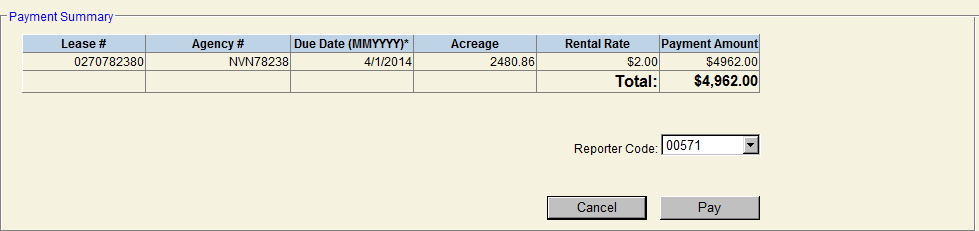 Payment Summary
Lease # Agency # Due Date (MMYYYY)* Acreage Rental Rate Payment Amount
0270782380 NVN78238 4/1/2014 2480.86 $2.00 $4962.00
Total: $4,962.00
Reporter Code: 00571
Cancel Pay